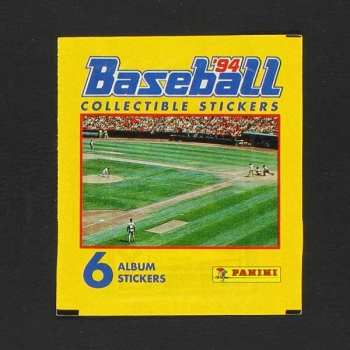 '94
Baseball
COLLECTIBLE STICKERS
6 ALBUM
STICKERS
PANINI